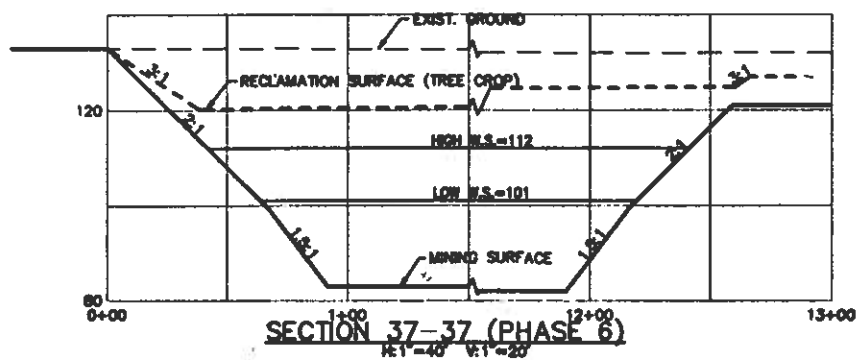 EXIST. GROUND
3:1
RECLAMATION SURFACE (TREE CROP)
3:1
120
2:1
HIGH W.S.=112
2:1
LOW W.S.=101
1.5:1
1.5:1
MINING SURFACE
80
0+00
1+00
12+00
13+00
SECTION 37-37 (PHASE 6)
H:1"=40' V:1"=20'